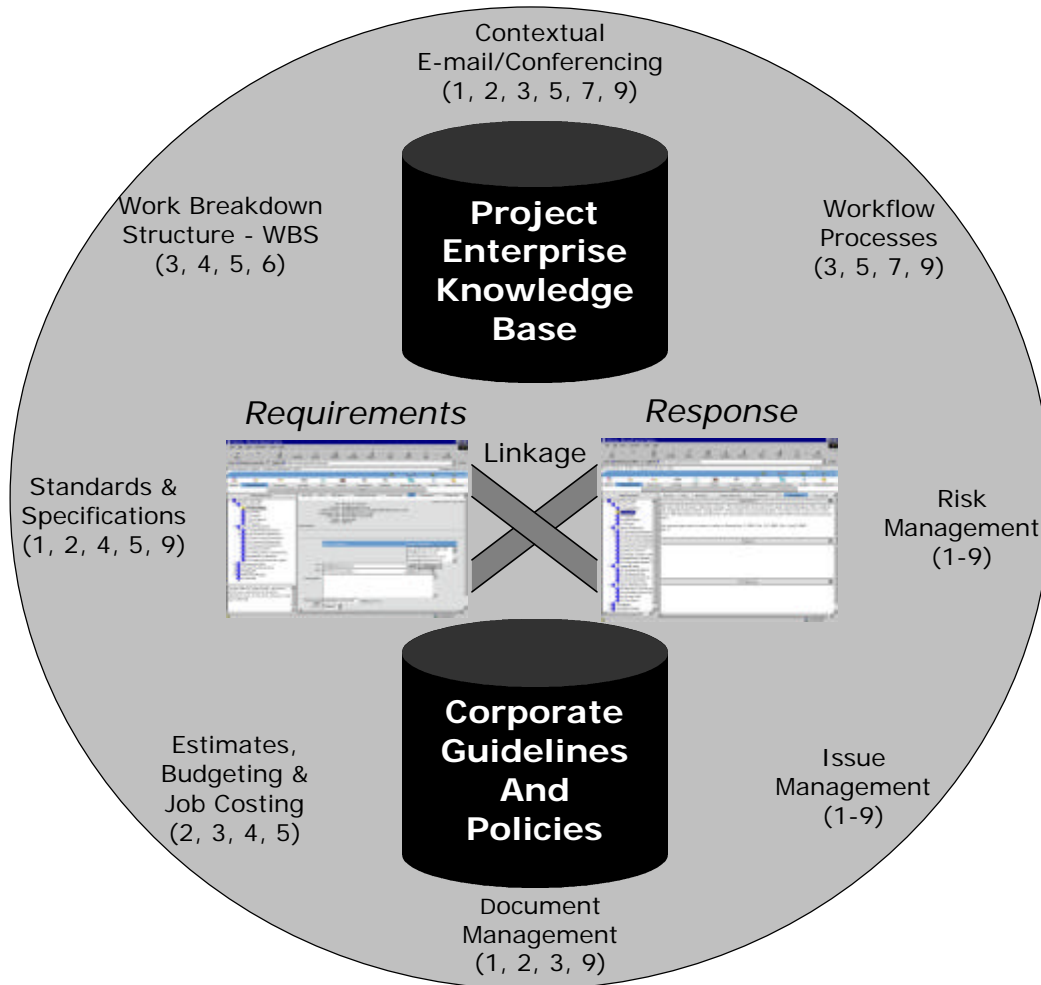 Contextual
E-mail/Conferencing
(1, 2, 3, 5, 7, 9)
Project
Enterprise
Knowledge
Base
Work Breakdown
Structure - WBS
(3, 4, 5, 6)
Workflow
Processes
(3, 5, 7, 9)
Requirements
Response
Linkage
Standards &
Specifications
(1, 2, 4, 5, 9)
Risk
Management
(1-9)
Corporate
Guidelines
And
Policies
Estimates,
Budgeting &
Job Costing
(2, 3, 4, 5)
Issue
Management
(1-9)
Document
Management
(1, 2, 3, 9)